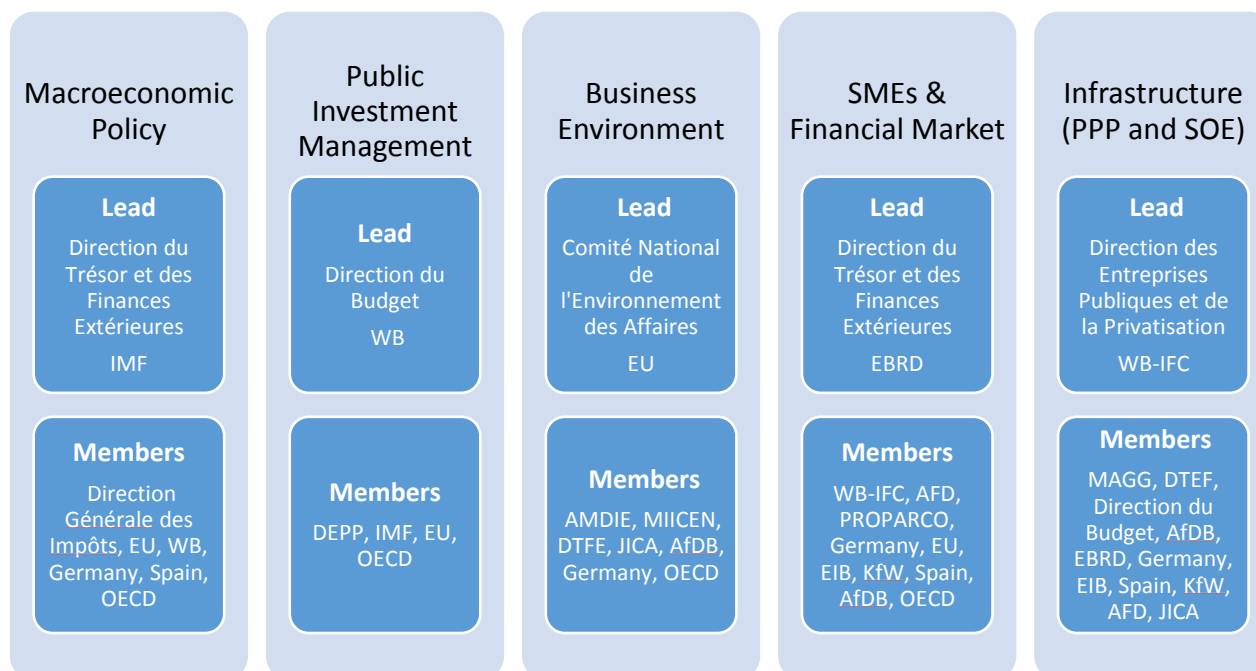 Macroeconomic
Policy
Lead
Direction du
Trésor et des
Finances
Extérieures
IMF
Members
Direction
Générale des
Impôts, EU, WB,
Germany, Spain,
OECD
Public
Investment
Management
Lead
Direction du
Budget
WB
Members
DEPP, IMF, EU,
OECD
Business
Environment
Lead
Comité National
de
l'Environnement
des Affaires
EU
Members
AMDIE, MIICEN,
DTFE, JICA, AfDB,
Germany, OECD
SMEs &
Financial Market
Lead
Direction du
Trésor et des
Finances
Extérieures
EBRD
Members
WB-IFC, AFD,
PROPARCO,
Germany, EU,
EIB, KfW, Spain,
AfDB, OECD
Infrastructure
(PPP and SOE)
Lead
Direction des
Entreprises
Publiques et de
la Privatisation
WB-IFC
Members
MAGG, DTEF,
Direction du
Budget, AfDB,
EBRD, Germany,
EIB, Spain, KfW,
AFD, JICA